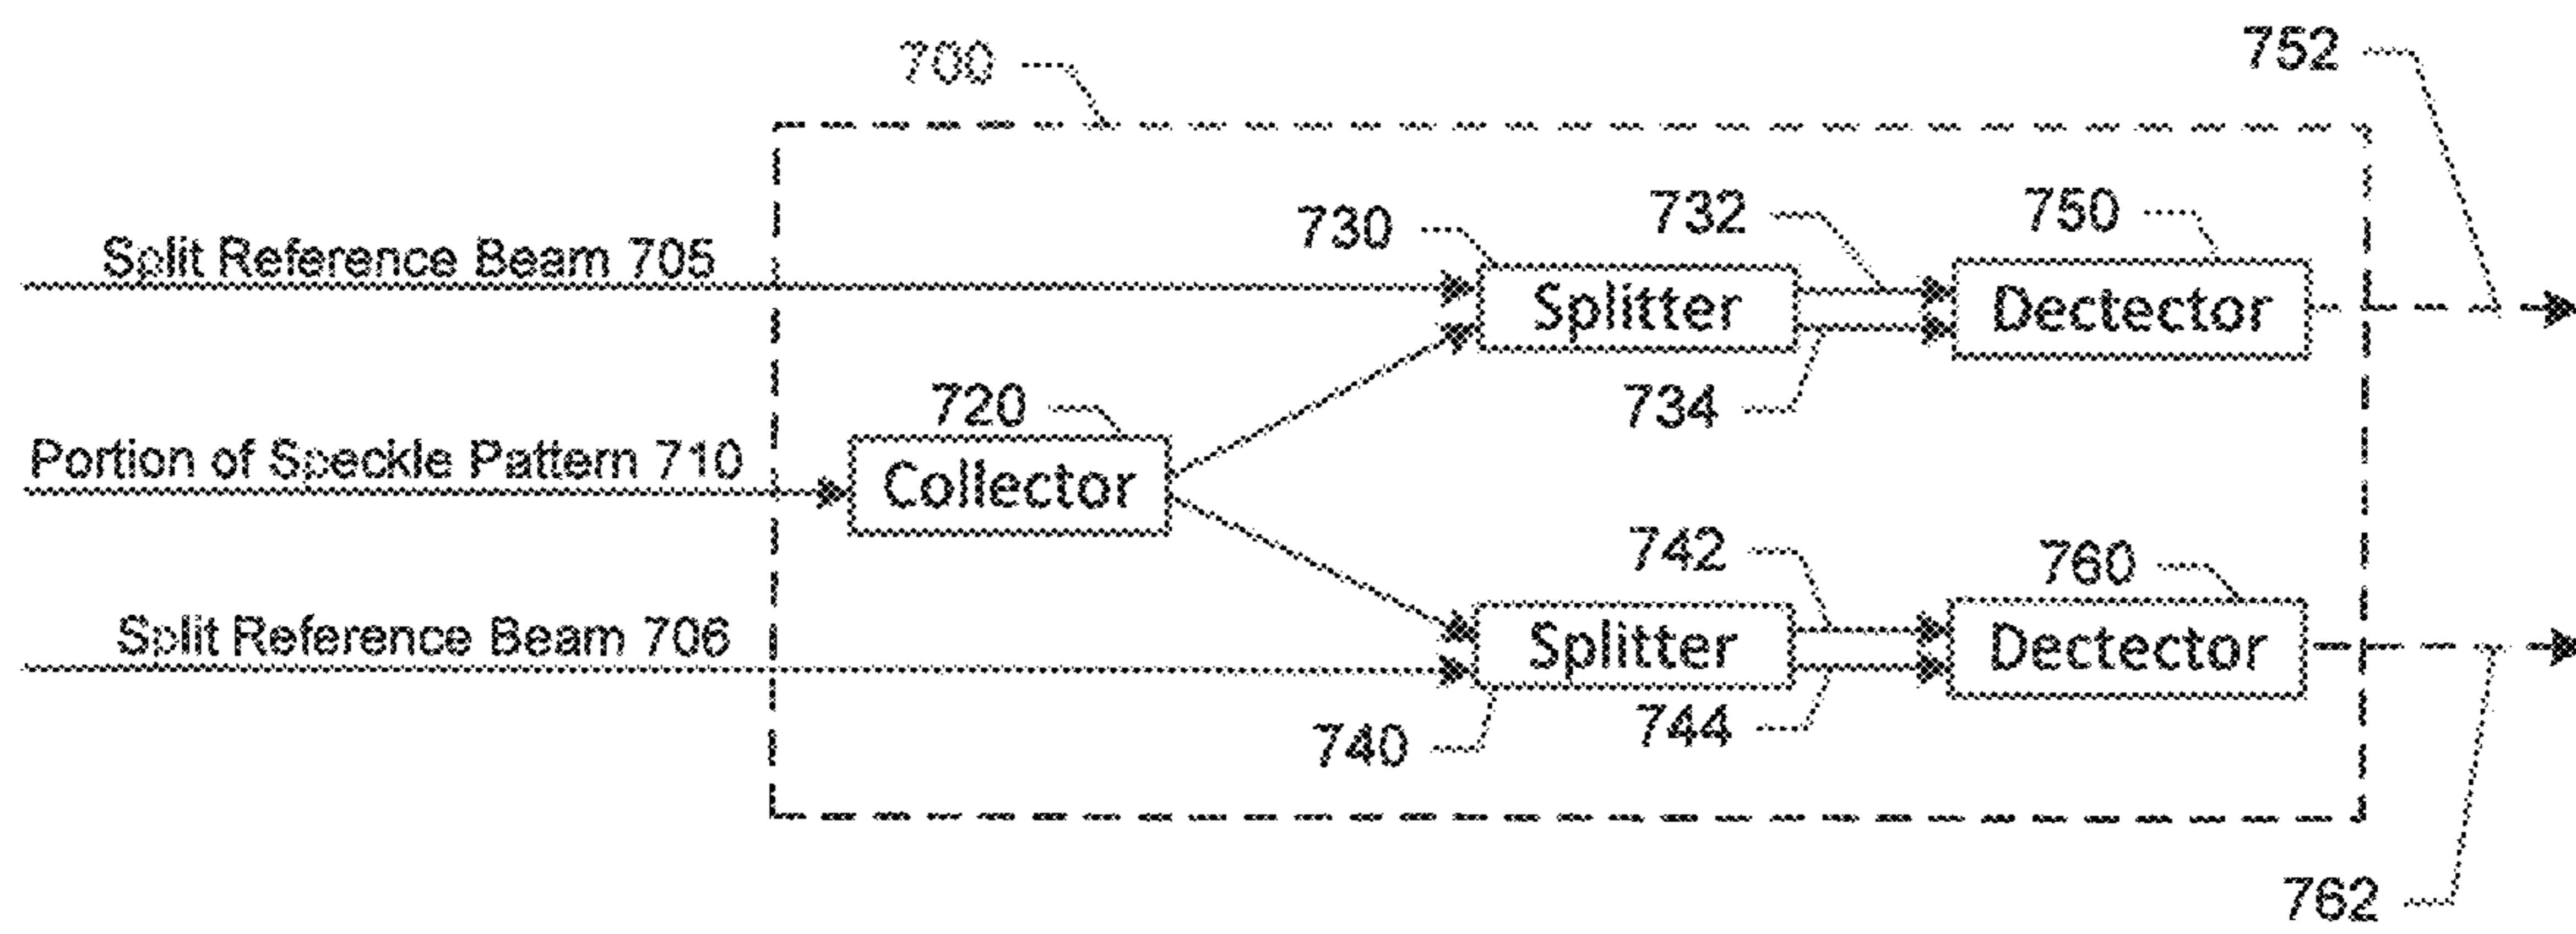 752
700
732
750
730
Split Reference Beam 705
Splitter
Dectector
734
720
Portion of Speckle Pattern 710
Collector
742
760
Split Reference Beam 706
Splitter
Dectector
744
740
762